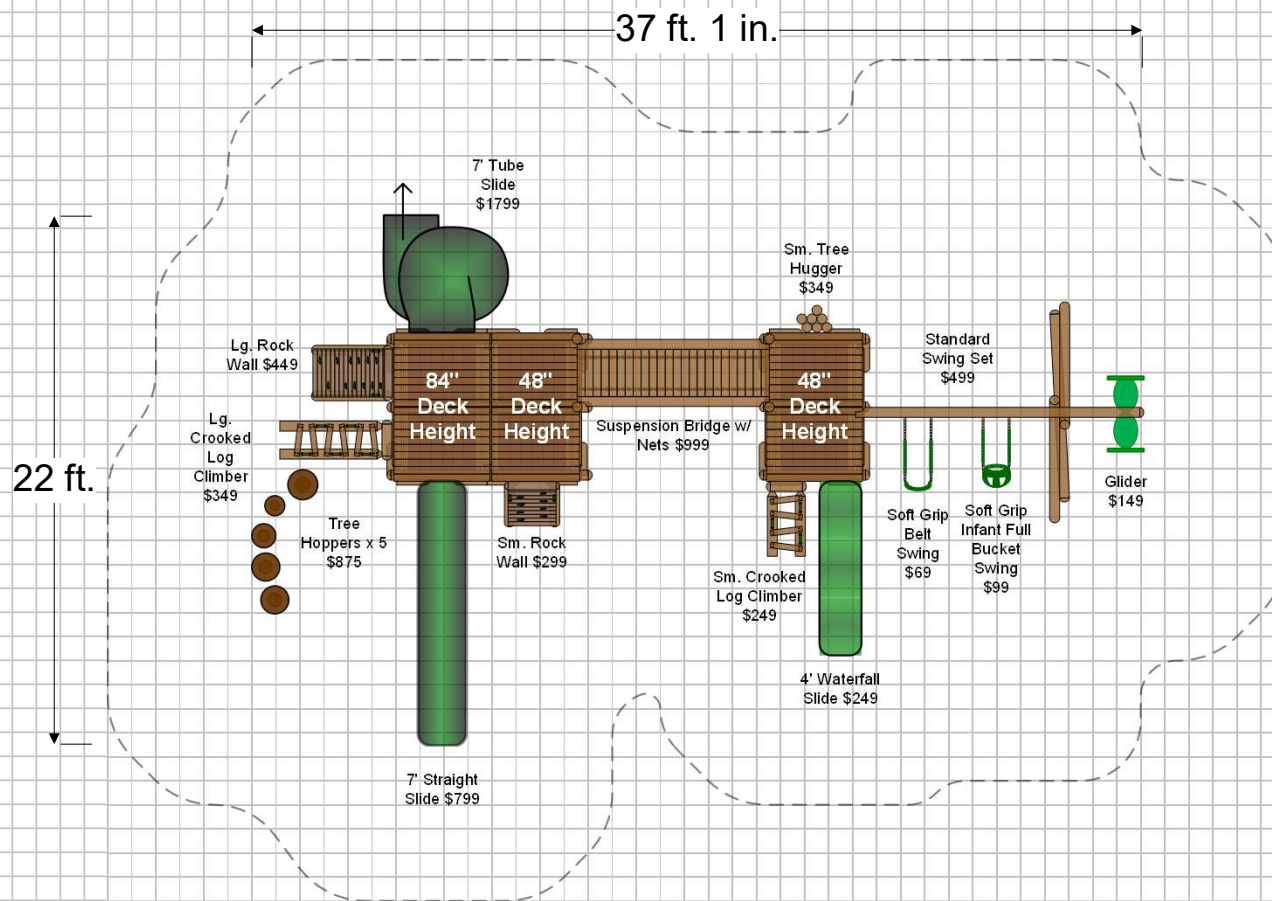 37 ft. 1 in.
7' Tube
Slide
$1799
Sm. Tree
Hugger
$349
Lg. Rock
Wall $449
Standard
Swing Set
$499
84"
Deck
Height
48"
Deck
Height
48"
Deck
Height
Lg.
Crooked
Log
Climber
$349
Suspension Bridge w/
Nets $999
22 ft.
Glider
$149
Tree
Hoppers x 5
$875
Sm. Rock
Wall $299
Soft Grip
Belt
Swing
$69
Soft Grip
Infant Full
Bucket
Swing
$99
Sm. Crooked
Log Climber
$249
4' Waterfall
Slide $249
7' Straight
Slide $799